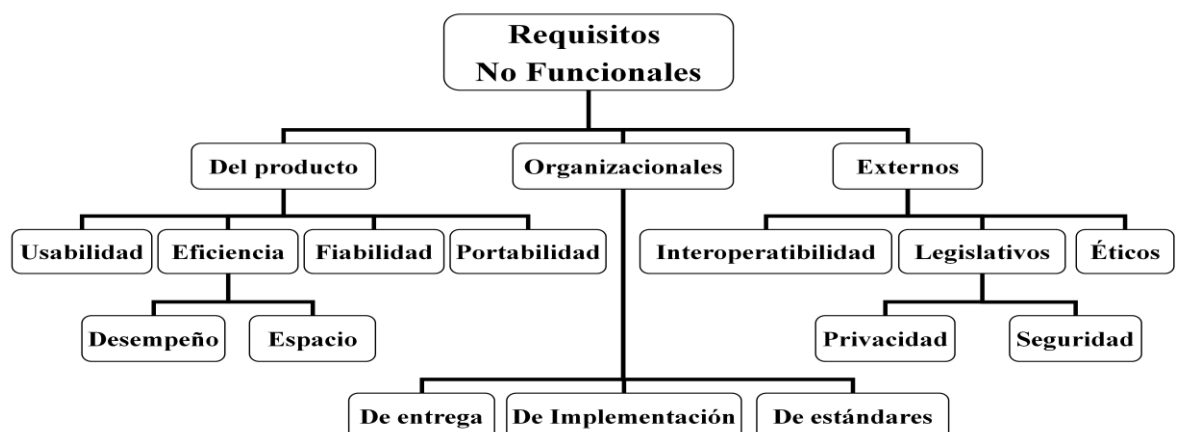 Requisitos
No Funcionales
Del producto
Organizacionales
Externos
Usabilidad
Eficiencia
Fiabilidad
Portabilidad
Interoperatibilidad
Legislativos
Éticos
Desempeño
Espacio
Privacidad
Seguridad
De entrega
De Implementación
De estándares